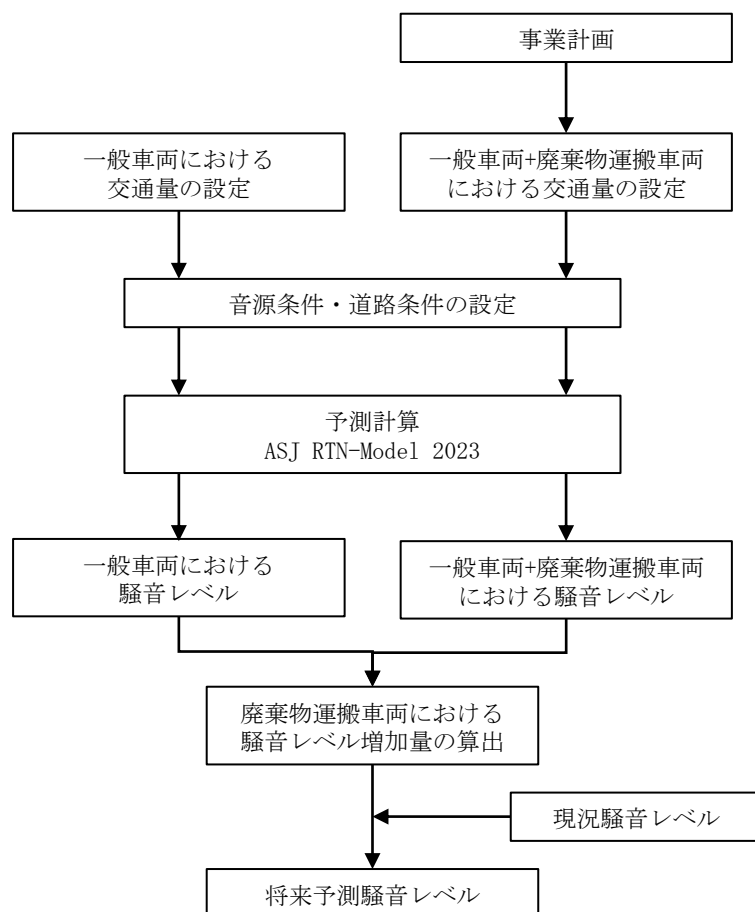 事業計画
一般車両における
交通量の設定
一般車両+廃棄物運搬車両
における交通量の設定
音源条件・道路条件の設定
予測計算
ASJ RTN-Model 2023
一般車両における
騒音レベル
一般車両+廃棄物運搬車両
における騒音レベル
廃棄物運搬車両における
騒音レベル増加量の算出
現況騒音レベル
将来予測騒音レベル